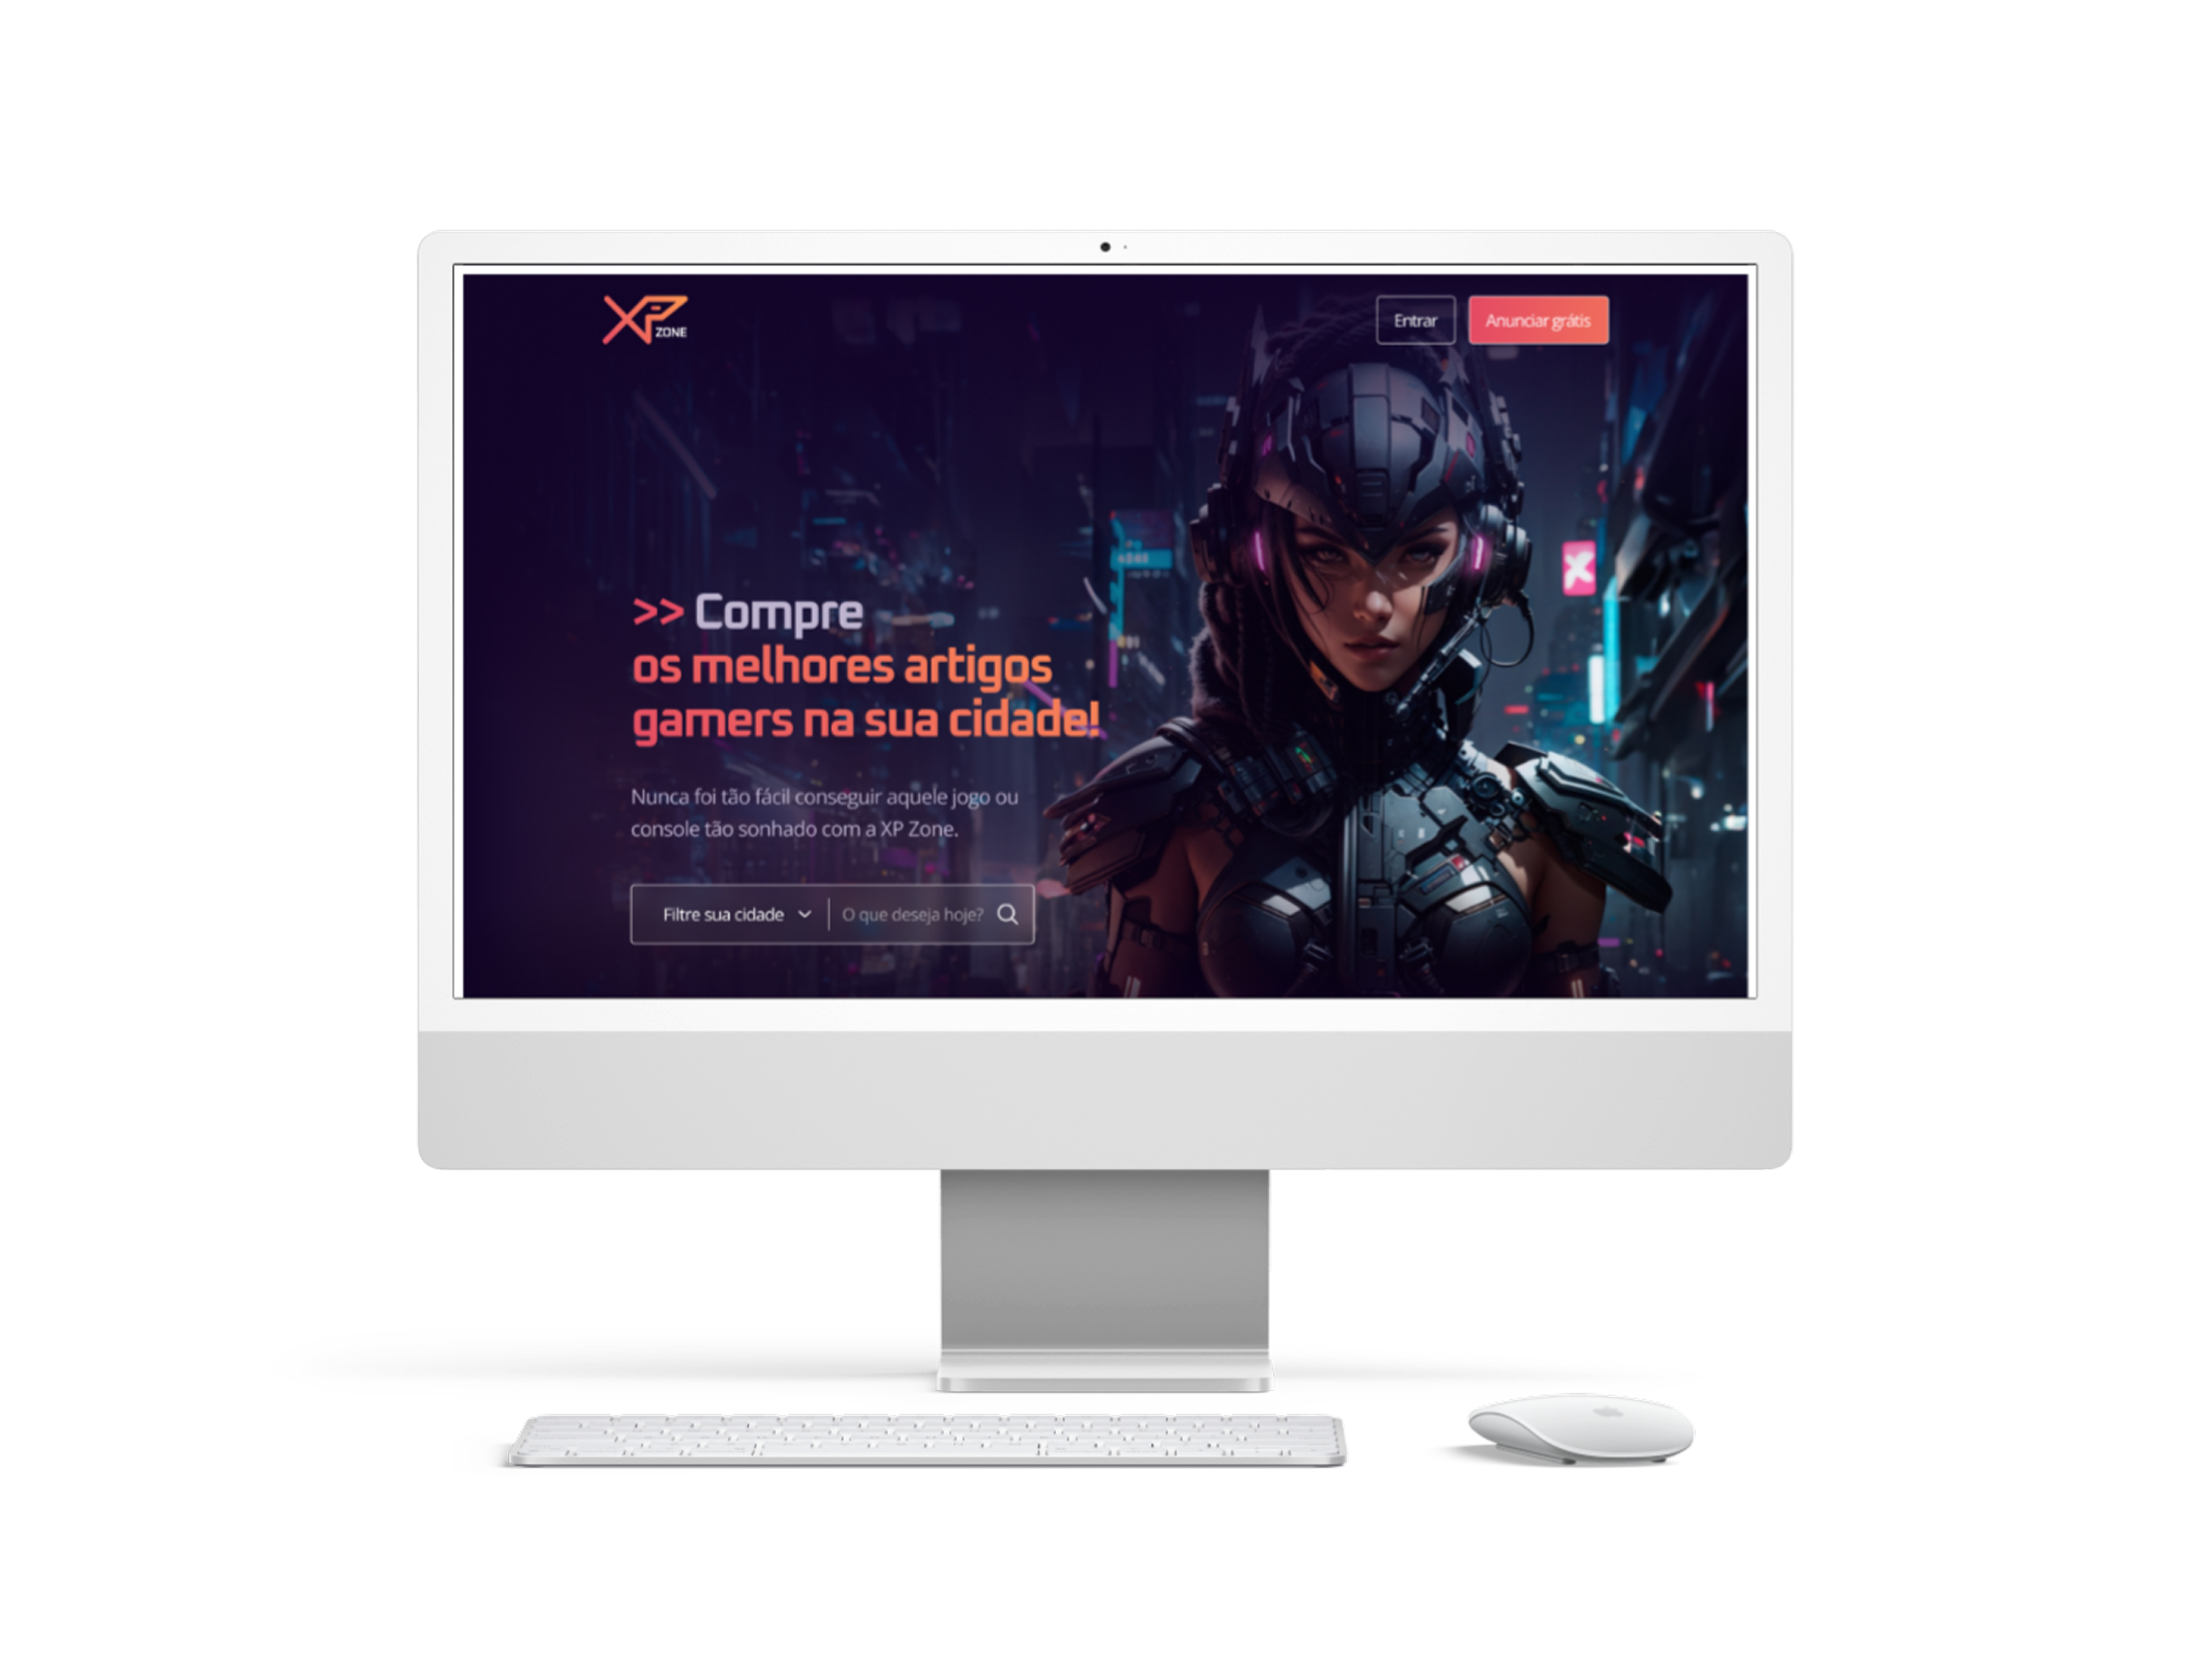 XP
ZONE
Entrar
Anunciar grátis
>> Compre
os melhores artigos
gamers na sua cidade!
Nunca foi tão fácil conseguir aquele jogo ou
console tão sonhado com a XP Zone.
Filtre sua cidade
O que deseja hoje?